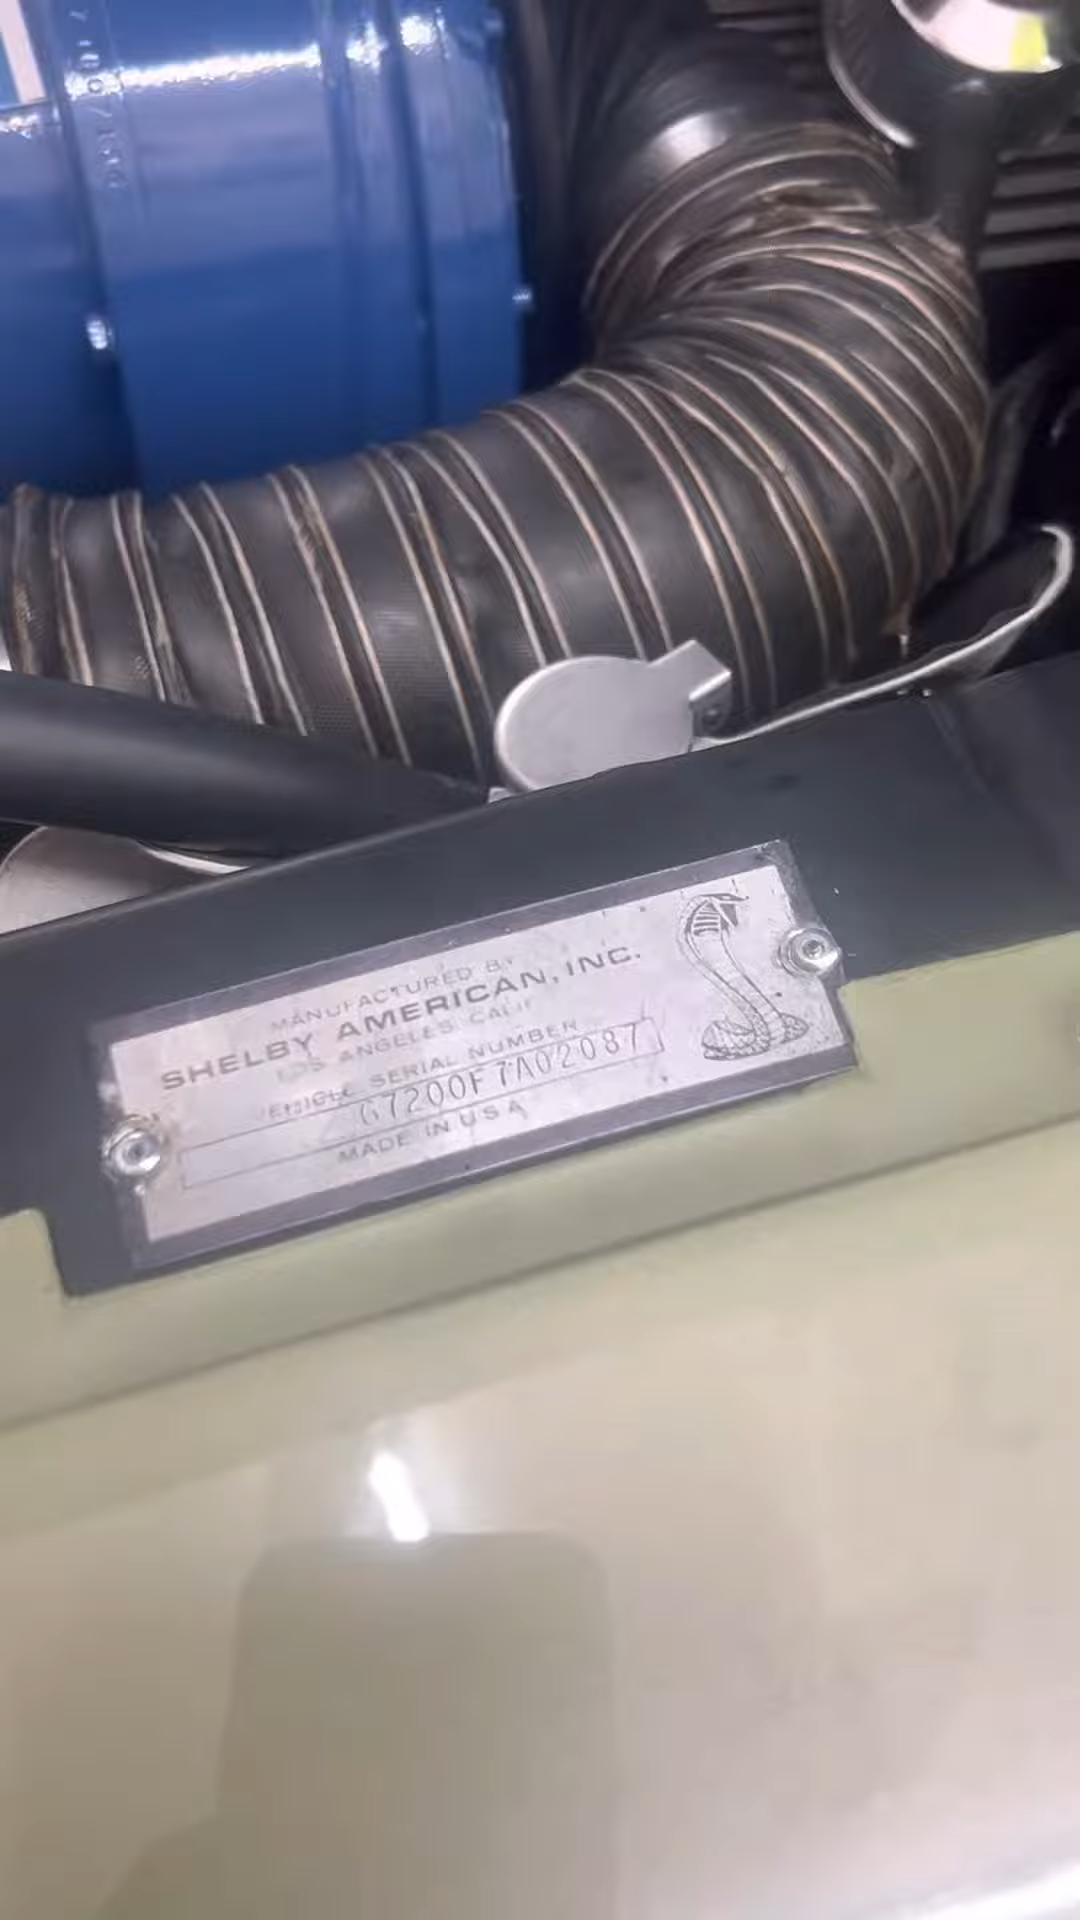 MANUFACTURED BY
SHELBY AMERICAN, INC.
LOS ANGELES CALIF
VEHICLE SERIAL NUMBER
67200F7A02087
MADE IN USA